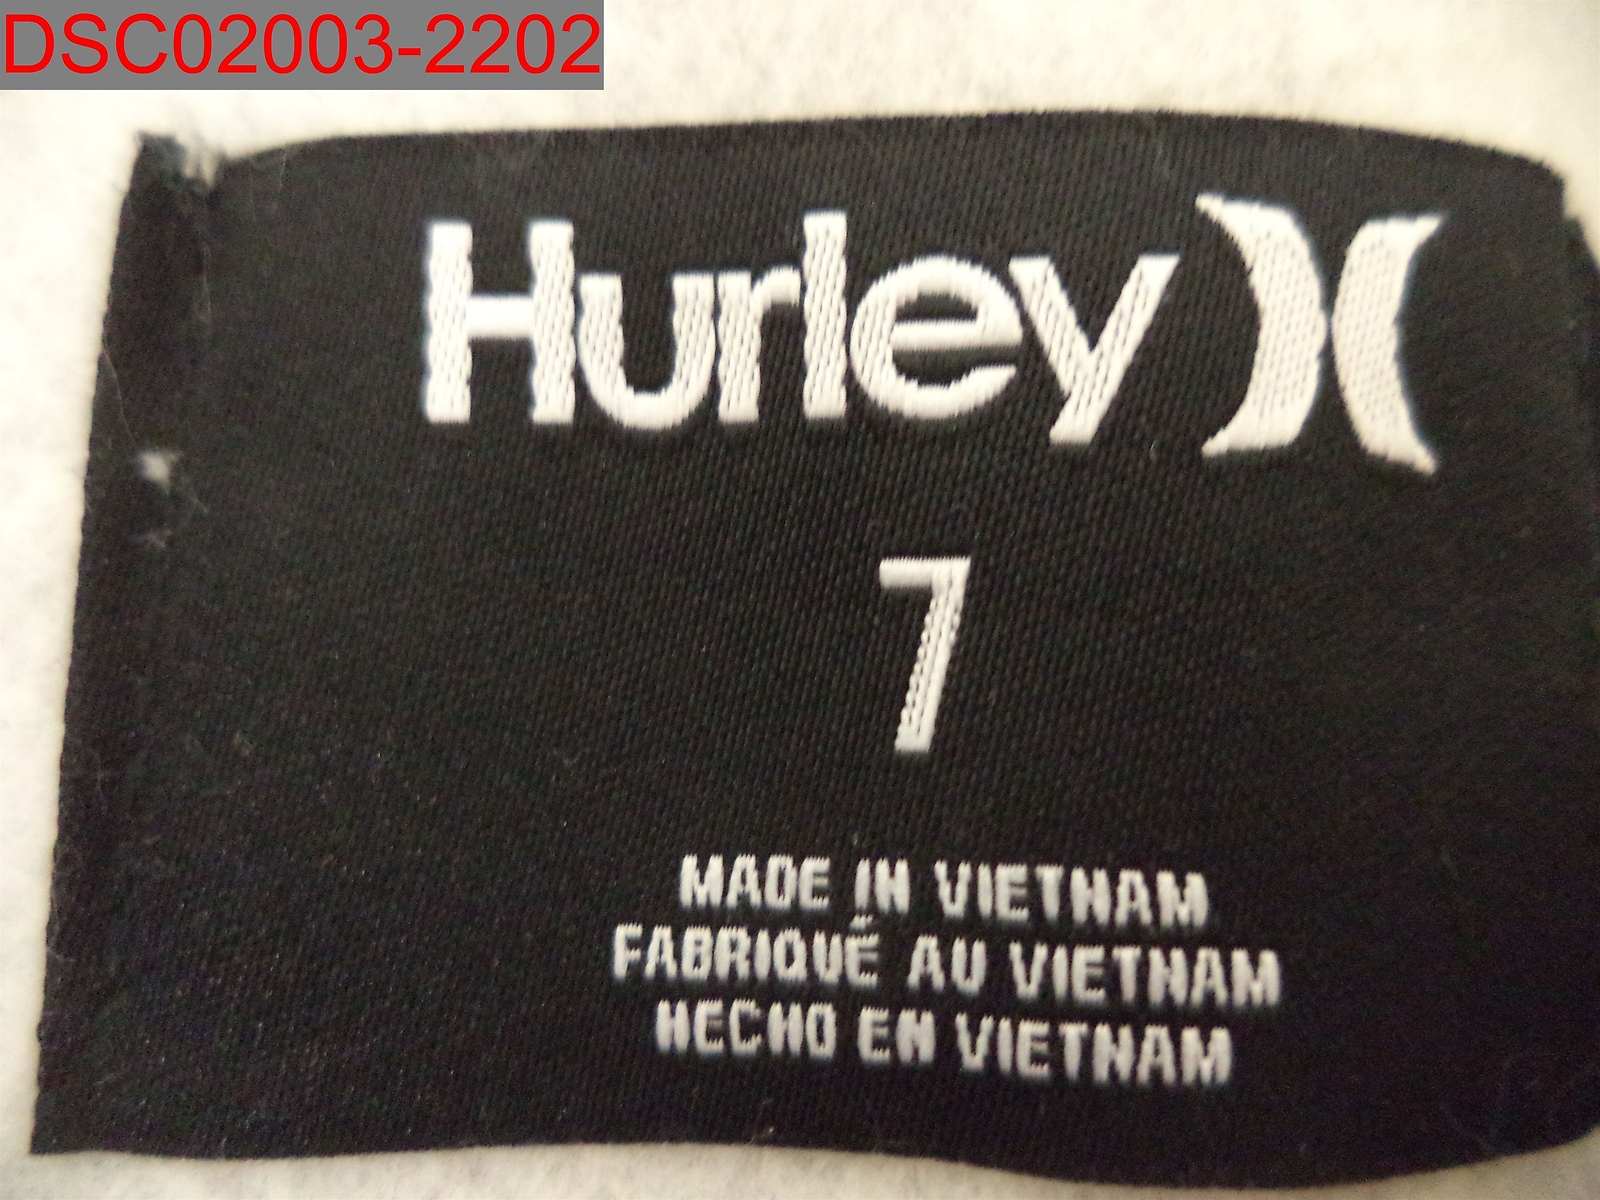 DSC02003-2202
Hurley
7
MADE IN VIETNAM
FABRIQUÉ AU VIETNAM
HECHO EN VIETNAM